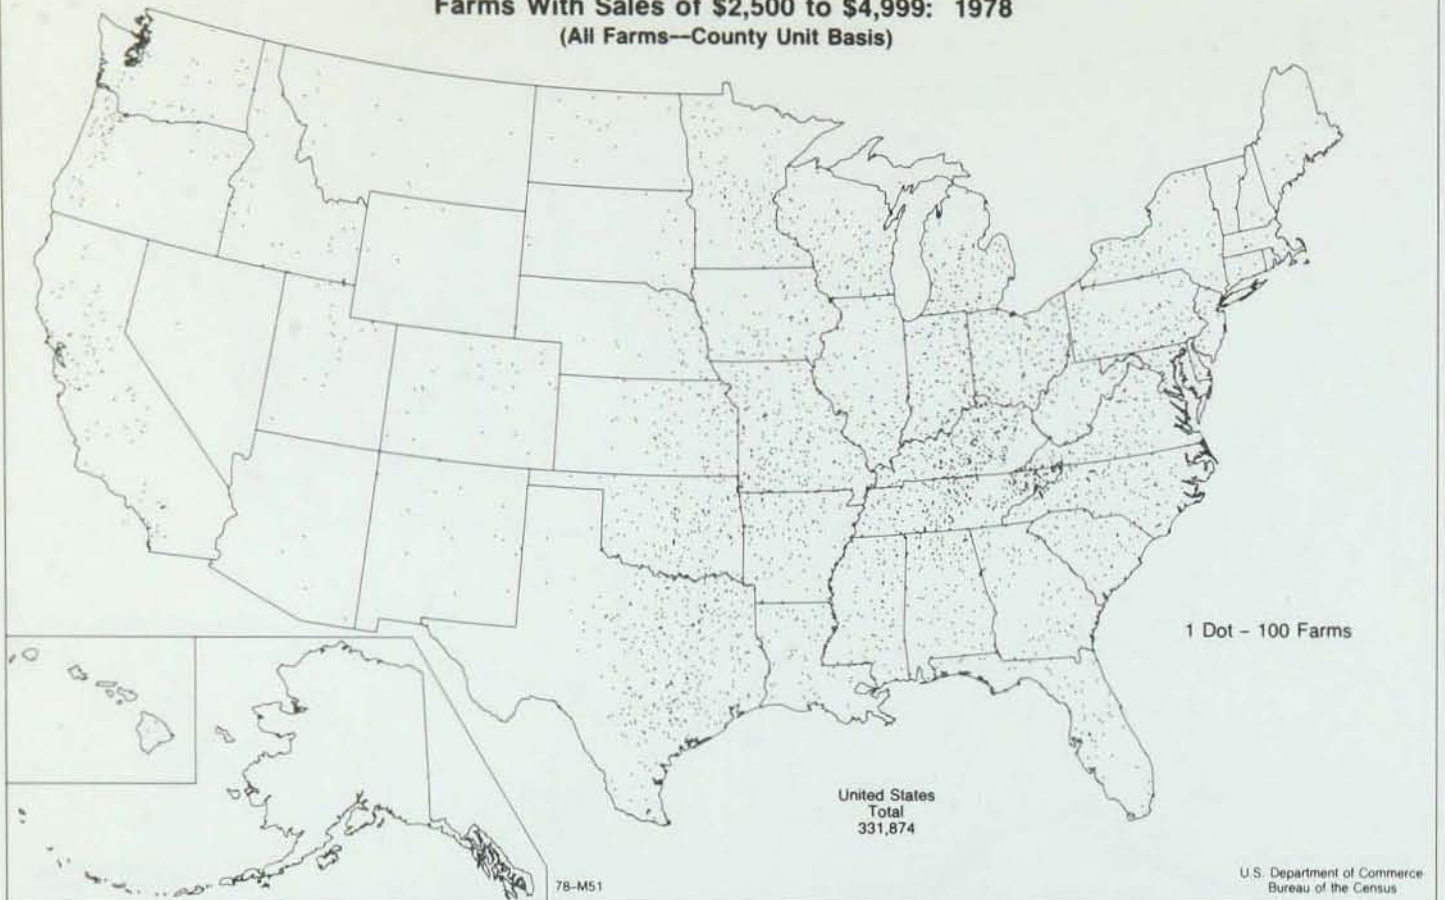 Farms With Sales of $2,500 to $4,999: 1978
(All Farms--County Unit Basis)
1 Dot - 100 Farms
United States
Total
331,874
78-M51
U.S. Department of Commerce
Bureau of the Census